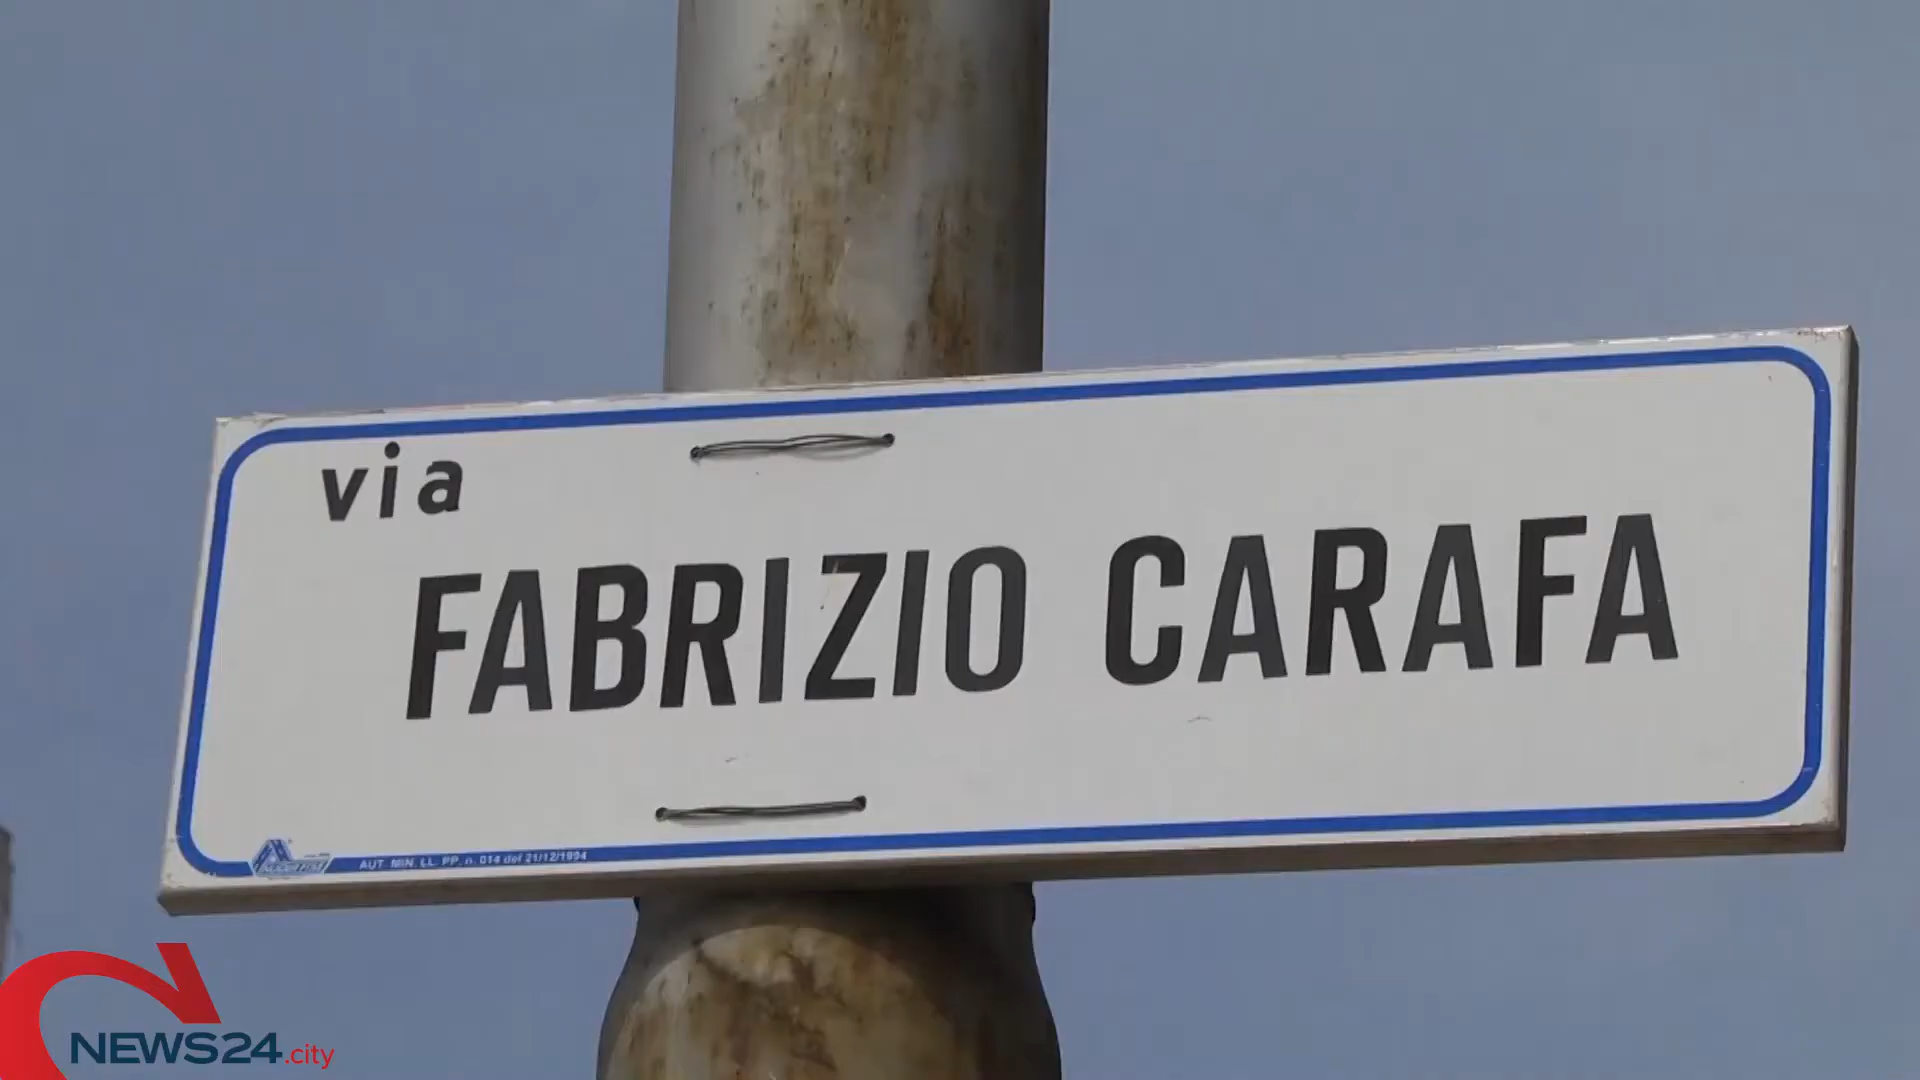 via
FABRIZIO CARAFA
AUT. MIN. LL. PP. n. 014 del 21/12/1994
NEWS24.city